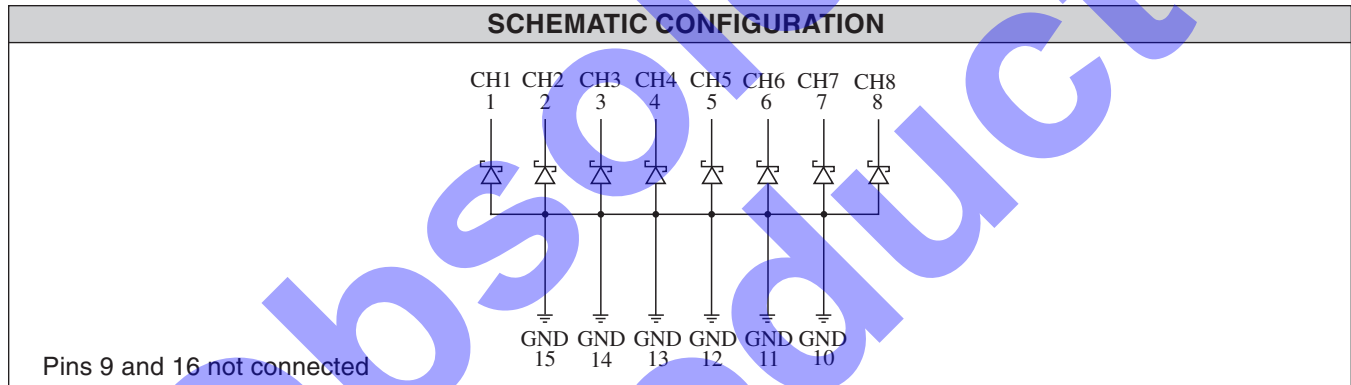 SCHEMATIC CONFIGURATION
CH1 CH2 CH3 CH4 CH5 CH6 CH7 CH8
1 2 3 4 5 6 7 8
GND GND GND GND GND GND
15 14 13 12 11 10
Pins 9 and 16 not connected